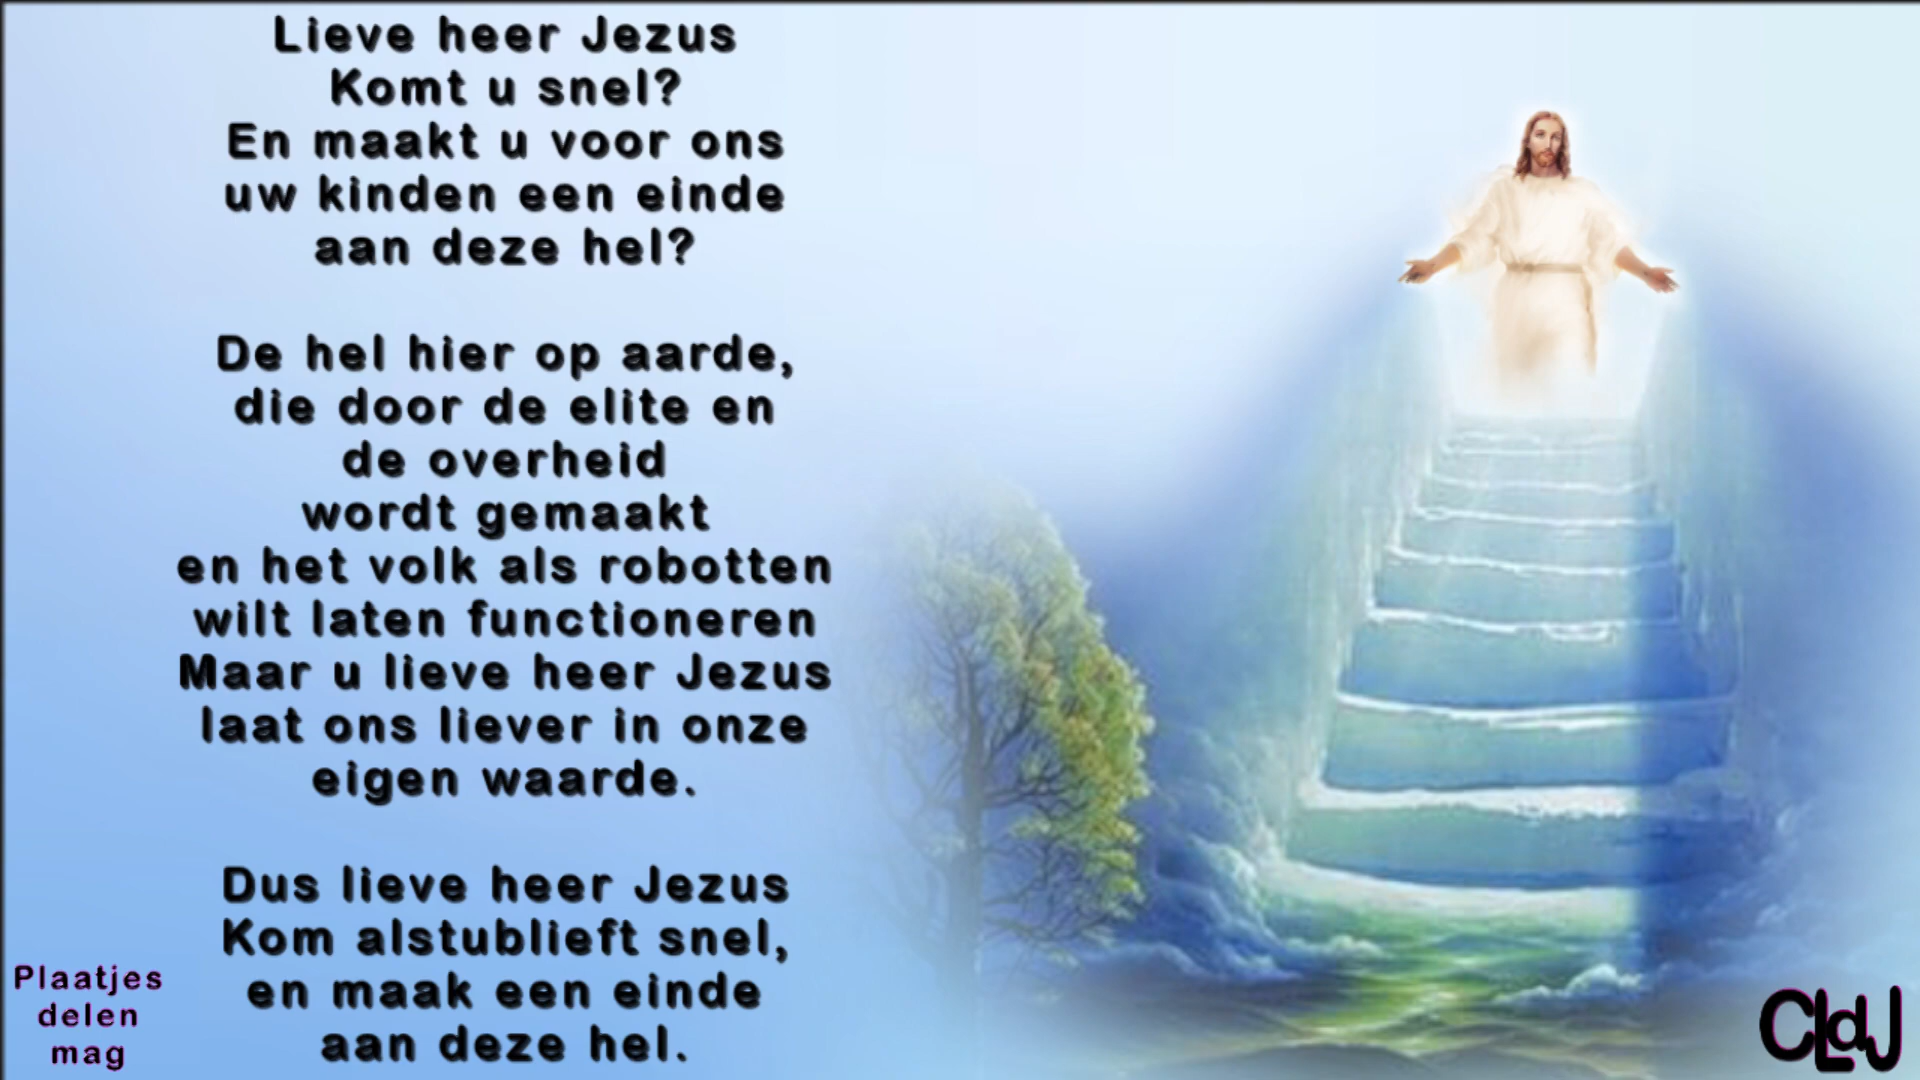 Lieve heer Jezus
Komt u snel?
En maakt u voor ons
uw kinden een einde
aan deze hel?
De hel hier op aarde,
die door de elite en
de overheid
wordt gemaakt
en het volk als robotten
wilt laten functioneren
Maar u lieve heer Jezus
laat ons liever in onze
eigen waarde.
Dus lieve heer Jezus
Kom alstublieft snel,
en maak een einde
aan deze hel.
Plaatjes
delen
mag
CLdJ